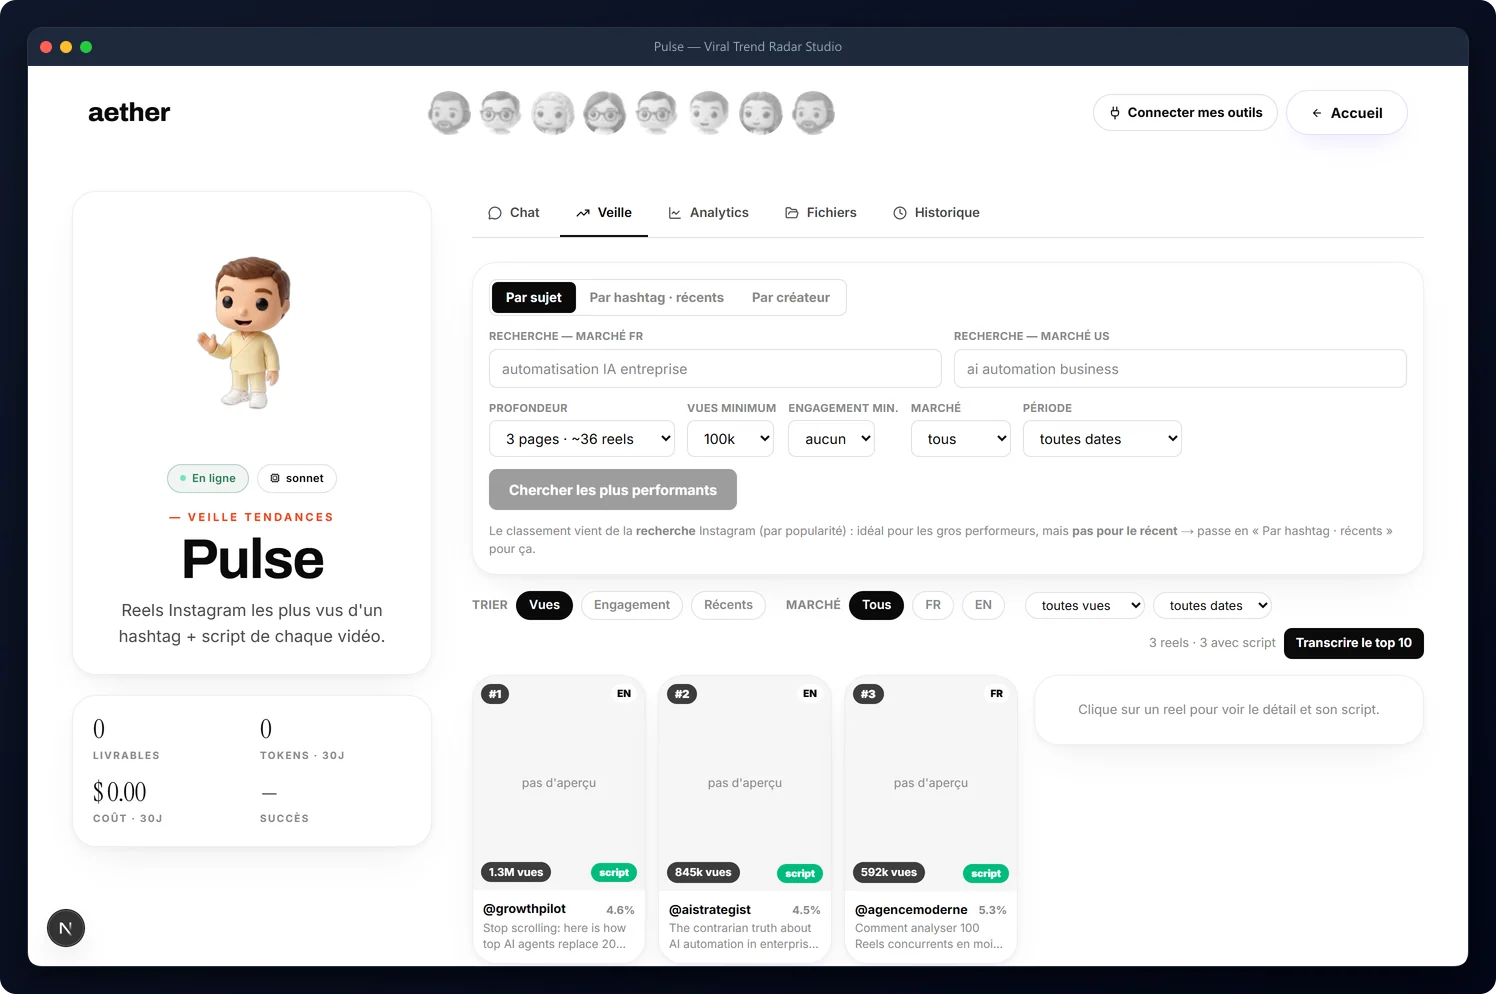 Pulse — Viral Trend Radar Studio
aether
Connecter mes outils
← Accueil
Chat
Veille
Analytics
Fichiers
Historique
Par sujet
Par hashtag · récents
Par créateur
RECHERCHE — MARCHÉ FR
RECHERCHE — MARCHÉ US
automatisation IA entreprise
ai automation business
PROFONDEUR
VUES MINIMUM
ENGAGEMENT MIN.
MARCHÉ
PÉRIODE
3 pages · ~36 reels
100k
aucun
tous
toutes dates
Chercher les plus performants
Le classement vient de la recherche Instagram (par popularité) : idéal pour les gros performeurs, mais pas pour le récent → passe en « Par hashtag · récents »
pour ça.
En ligne
sonnet
— VEILLE TENDANCES
Pulse
Reels Instagram les plus vus d'un
hashtag + script de chaque vidéo.
0
LIVRABLES
0
TOKENS · 30J
$0.00
COÛT · 30J
—
SUCCÈS
N
TRIER
Vues
Engagement
Récents
MARCHÉ
Tous
FR
EN
toutes vues
toutes dates
3 reels · 3 avec script
Transcrire le top 10
#1
EN
pas d'aperçu
1.3M vues
script
@growthpilot
4.6%
Stop scrolling: here is how
top AI agents replace 20...
#2
EN
pas d'aperçu
845k vues
script
@aistrategist
4.5%
The contrarian truth about
AI automation in enterpris...
#3
FR
pas d'aperçu
592k vues
script
@agencemoderne
5.3%
Comment analyser 100
Reels concurrents en moi...
Clique sur un reel pour voir le détail et son script.